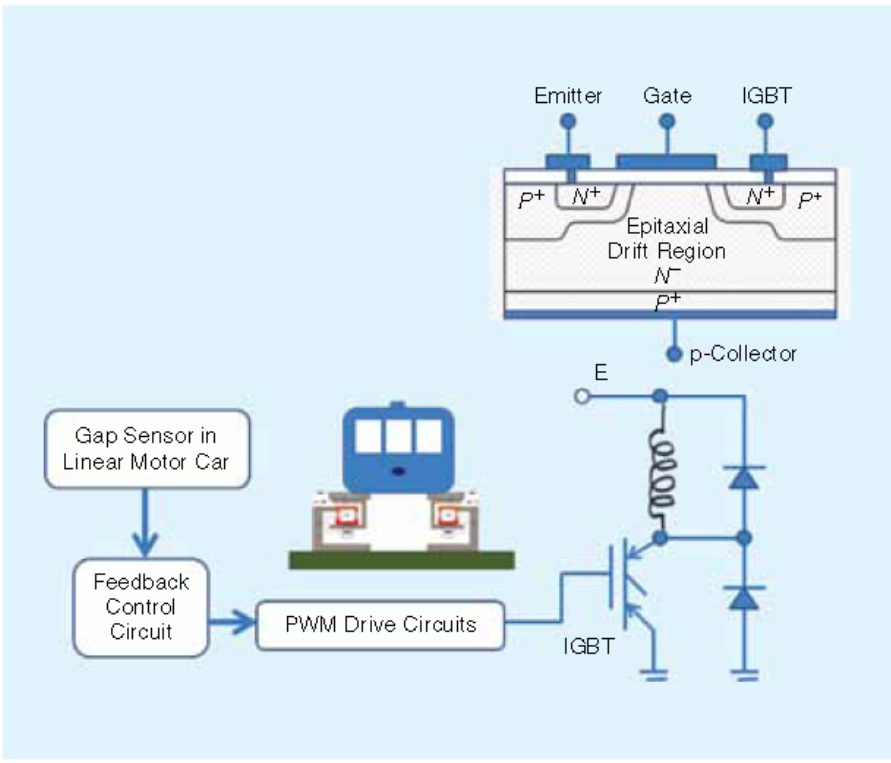 Emitter Gate IGBT
P+ N+ N+ P+
Epitaxial
Drift Region
N−
P+
p-Collector
E
Gap Sensor in
Linear Motor Car
Feedback
Control
Circuit
PWM Drive Circuits
IGBT